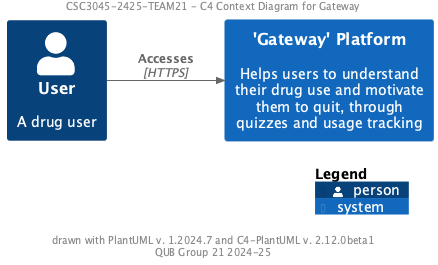 CSC3045-2425-TEAM21 - C4 Context Diagram for Gateway
User
A drug user
Accesses
[HTTPS]
'Gateway' Platform
Helps users to understand
their drug use and motivate
them to quit, through
quizzes and usage tracking
Legend
person
system
drawn with PlantUML v. 1.2024.7 and C4-PlantUML v. 2.12.0beta1
QUB Group 21 2024-25